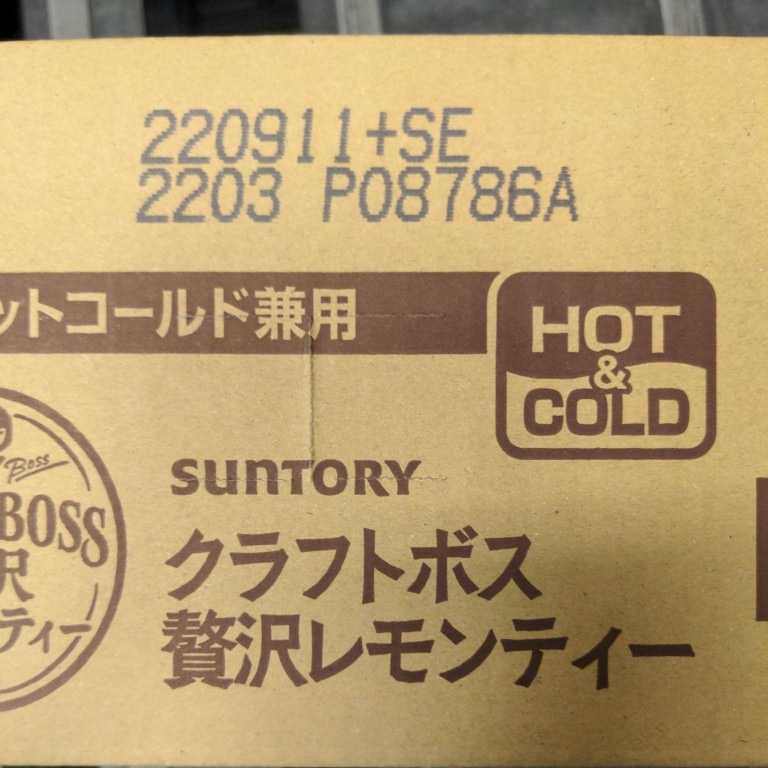 220911+SE
2203 P08786A
ットコールド兼用
HOT
&
COLD
Boss
BOSS
沢
ティー
SUNTORY
クラフトボス
贅沢レモンティー